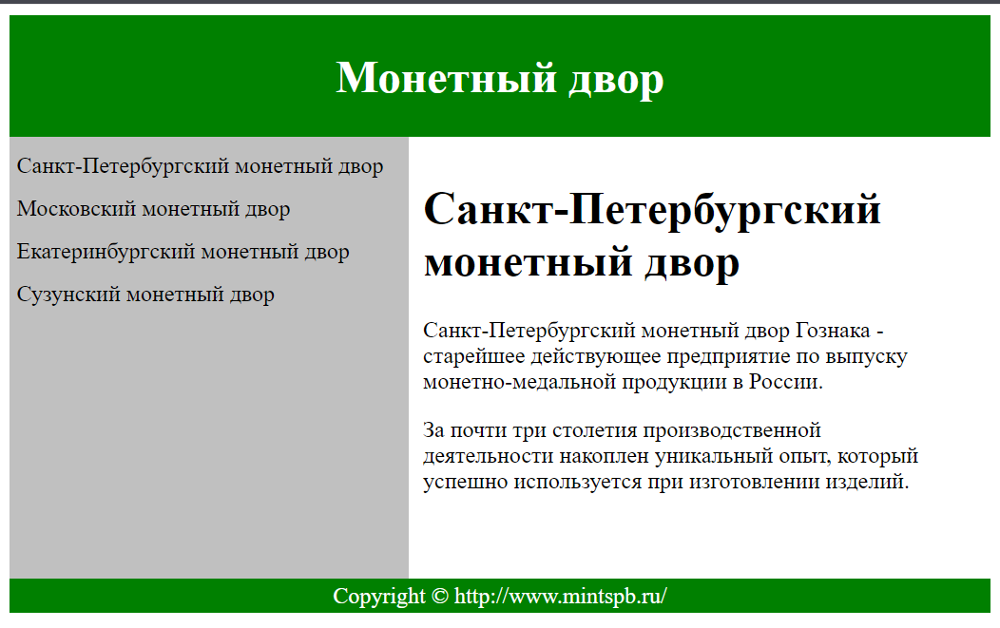 Монетный двор
Санкт-Петербургский монетный двор
Московский монетный двор
Екатеринбургский монетный двор
Сузунский монетный двор
Санкт-Петербургский
монетный двор
Санкт-Петербургский монетный двор Гознака -
старейшее действующее предприятие по выпуску
монетно-медальной продукции в России.
За почти три столетия производственной
деятельности накоплен уникальный опыт, который
успешно используется при изготовлении изделий.
Copyright © http://www.mintspb.ru/